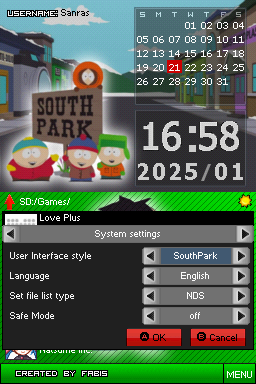 USERNAME: Sanras
S M T W T F S
01 02 03 04
05 06 07 08 09 10 11
12 13 14 15 16 17 18
19 20 21 22 23 24 25
26 27 28 29 30 31
SOUTH
PARK
16:58
2025/01
SD:/Games/
Love Plus
System settings
User Interface style SouthPark
Language English
Set file list type NDS
Safe Mode off
A OK B Cancel
Natsume Inc.
CREATED BY FABIS MENU